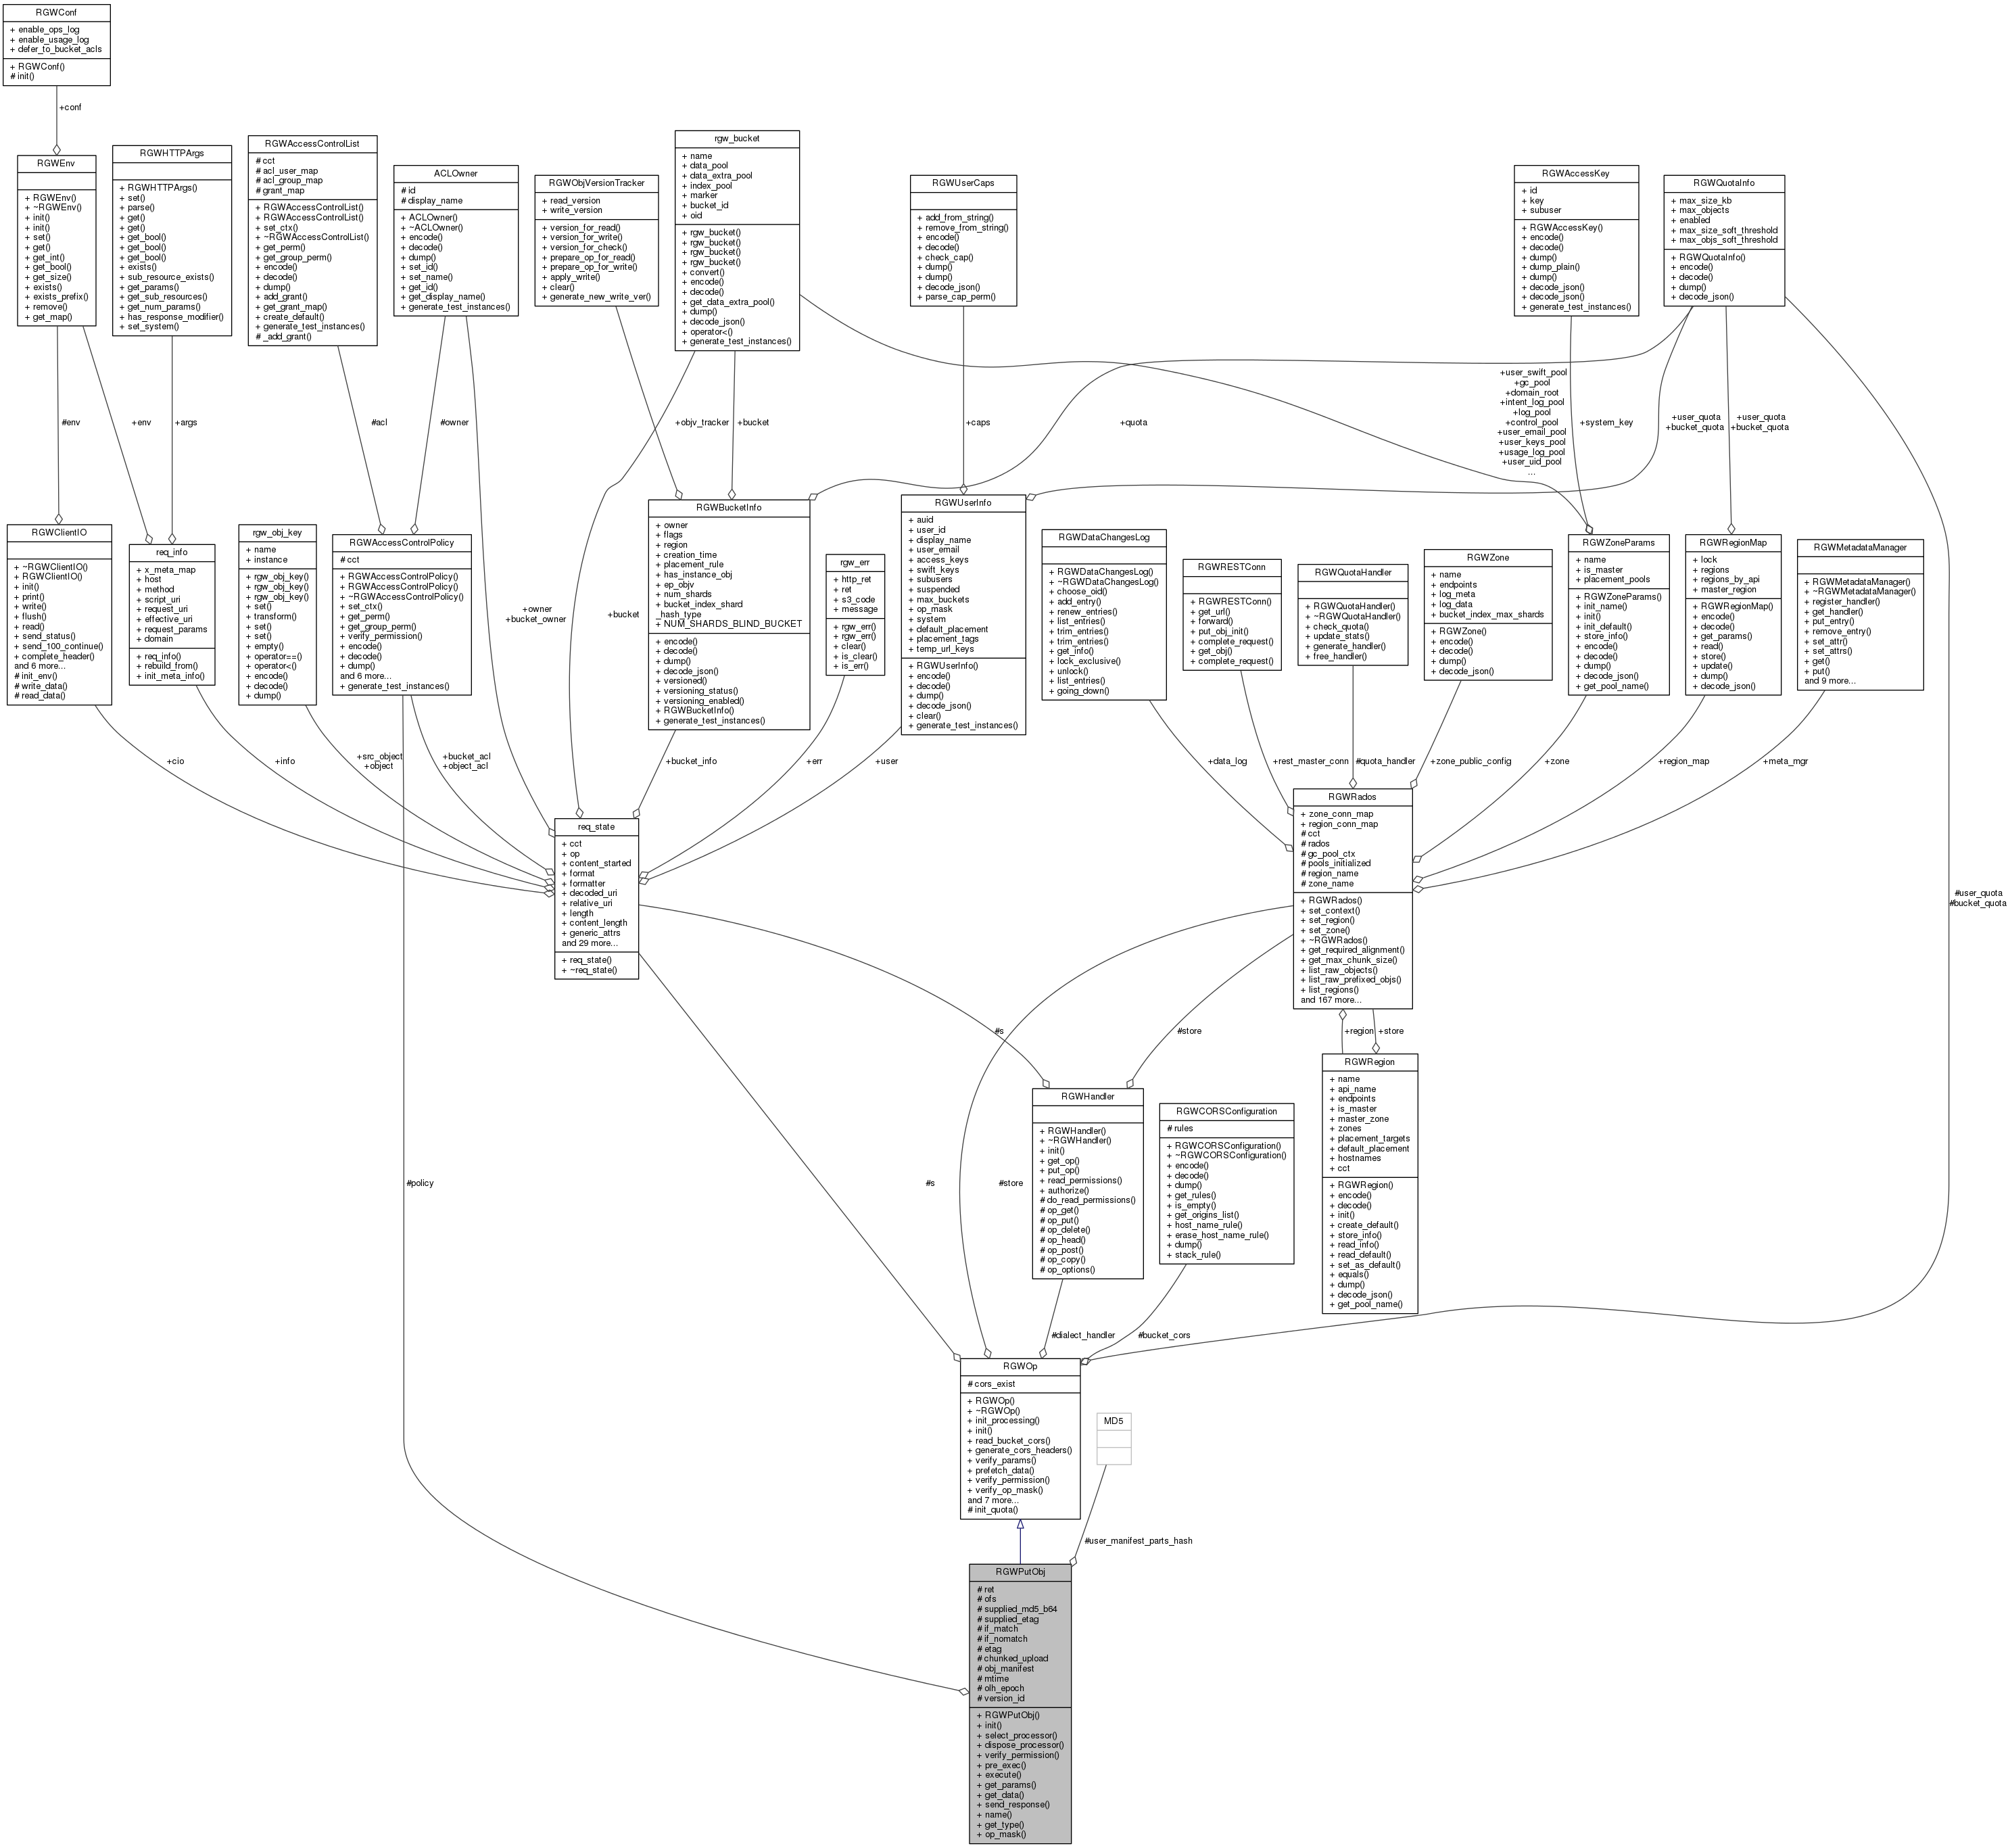 RGWConf
+ enable_ops_log
+ enable_usage_log
+ defer_to_bucket_acls
+ RGWConf()
# init()
+conf
RGWEnv
+ RGWEnv()
+ ~RGWEnv()
+ init()
+ init()
+ set()
+ get()
+ get_int()
+ get_bool()
+ get_size()
+ exists()
+ exists_prefix()
+ remove()
+ get_map()
RGWHTTPArgs
+ RGWHTTPArgs()
+ set()
+ parse()
+ get()
+ get()
+ get_bool()
+ get_bool()
+ get_bool()
+ exists()
+ sub_resource_exists()
+ get_params()
+ get_sub_resources()
+ get_num_params()
+ has_response_modifier()
+ set_system()
RGWAccessControlList
# cct
# acl_user_map
# acl_group_map
# grant_map
+ RGWAccessControlList()
+ RGWAccessControlList()
+ set_ctx()
+ ~RGWAccessControlList()
+ get_perm()
+ get_group_perm()
+ encode()
+ decode()
+ dump()
+ add_grant()
+ get_grant_map()
+ create_default()
+ generate_test_instances()
# _add_grant()
ACLOwner
# id
# display_name
+ ACLOwner()
+ ~ACLOwner()
+ encode()
+ decode()
+ dump()
+ set_id()
+ set_name()
+ get_id()
+ get_display_name()
+ generate_test_instances()
RGWObjVersionTracker
+ read_version
+ write_version
+ version_for_read()
+ version_for_write()
+ version_for_check()
+ prepare_op_for_read()
+ prepare_op_for_write()
+ apply_write()
+ clear()
+ generate_new_write_ver()
rgw_bucket
+ name
+ data_pool
+ data_extra_pool
+ index_pool
+ marker
+ bucket_id
+ oid
+ rgw_bucket()
+ rgw_bucket()
+ rgw_bucket()
+ rgw_bucket()
+ convert()
+ encode()
+ decode()
+ get_data_extra_pool()
+ dump()
+ decode_json()
+ operator<()
+ generate_test_instances()
RGWUserCaps
+ add_from_string()
+ remove_from_string()
+ encode()
+ decode()
+ check_cap()
+ dump()
+ dump()
+ decode_json()
+ parse_cap_perm()
RGWAccessKey
+ id
+ key
+ subuser
+ RGWAccessKey()
+ encode()
+ decode()
+ dump()
+ dump_plain()
+ dump()
+ decode_json()
+ decode_json()
+ generate_test_instances()
RGWQuotaInfo
+ max_size_kb
+ max_objects
+ enabled
+ max_size_soft_threshold
+ max_objs_soft_threshold
+ RGWQuotaInfo()
+ encode()
+ decode()
+ dump()
+ decode_json()
#env
+env
+args
#acl
#owner
+objv_tracker
+bucket
+caps
+quota
+user_swift_pool
+gc_pool
+domain_root
+intent_log_pool
+log_pool
+control_pool
+user_email_pool
+user_keys_pool
+usage_log_pool
+user_uid_pool
...
+system_key
+user_quota
+bucket_quota
+user_quota
+bucket_quota
RGWClientIO
+ ~RGWClientIO()
+ RGWClientIO()
+ init()
+ print()
+ write()
+ flush()
+ read()
+ send_status()
+ send_100_continue()
+ complete_header()
and 6 more...
# init_env()
# write_data()
# read_data()
req_info
+ x_meta_map
+ host
+ method
+ script_uri
+ request_uri
+ effective_uri
+ request_params
+ domain
+ req_info()
+ rebuild_from()
+ init_meta_info()
rgw_obj_key
+ name
+ instance
+ rgw_obj_key()
+ rgw_obj_key()
+ rgw_obj_key()
+ set()
+ transform()
+ set()
+ set()
+ empty()
+ operator==()
+ operator<()
+ encode()
+ decode()
+ dump()
RGWAccessControlPolicy
# cct
+ RGWAccessControlPolicy()
+ RGWAccessControlPolicy()
+ ~RGWAccessControlPolicy()
+ set_ctx()
+ get_perm()
+ get_group_perm()
+ verify_permission()
+ encode()
+ decode()
+ dump()
and 6 more...
+ generate_test_instances()
+owner
+bucket_owner
+bucket
RGWBucketInfo
+ owner
+ flags
+ region
+ creation_time
+ placement_rule
+ has_instance_obj
+ ep_objv
+ num_shards
+ bucket_index_shard
_hash_type
+ NUM_SHARDS_BLIND_BUCKET
+ encode()
+ decode()
+ dump()
+ decode_json()
+ versioned()
+ versioning_status()
+ versioning_enabled()
+ RGWBucketInfo()
+ generate_test_instances()
rgw_err
+ http_ret
+ ret
+ s3_code
+ message
+ rgw_err()
+ rgw_err()
+ clear()
+ is_clear()
+ is_err()
RGWUserInfo
+ auid
+ user_id
+ display_name
+ user_email
+ access_keys
+ swift_keys
+ subusers
+ suspended
+ max_buckets
+ op_mask
+ system
+ default_placement
+ placement_tags
+ temp_url_keys
+ RGWUserInfo()
+ encode()
+ decode()
+ dump()
+ decode_json()
+ clear()
+ generate_test_instances()
RGWDataChangesLog
+ RGWDataChangesLog()
+ ~RGWDataChangesLog()
+ choose_oid()
+ add_entry()
+ renew_entries()
+ list_entries()
+ trim_entries()
+ trim_entries()
+ get_info()
+ lock_exclusive()
+ unlock()
+ list_entries()
+ going_down()
RGWRESTConn
+ RGWRESTConn()
+ get_url()
+ forward()
+ put_obj_init()
+ complete_request()
+ get_obj()
+ complete_request()
RGWQuotaHandler
+ RGWQuotaHandler()
+ ~RGWQuotaHandler()
+ check_quota()
+ update_stats()
+ generate_handler()
+ free_handler()
RGWZone
+ name
+ endpoints
+ log_meta
+ log_data
+ bucket_index_max_shards
+ RGWZone()
+ encode()
+ decode()
+ dump()
+ decode_json()
RGWZoneParams
+ name
+ is_master
+ placement_pools
+ RGWZoneParams()
+ init_name()
+ init()
+ init_default()
+ store_info()
+ encode()
+ decode()
+ dump()
+ decode_json()
+ get_pool_name()
RGWRegionMap
+ lock
+ regions
+ regions_by_api
+ master_region
+ RGWRegionMap()
+ encode()
+ decode()
+ get_params()
+ read()
+ store()
+ update()
+ dump()
+ decode_json()
RGWMetadataManager
+ RGWMetadataManager()
+ ~RGWMetadataManager()
+ register_handler()
+ get_handler()
+ put_entry()
+ remove_entry()
+ set_attr()
+ set_attrs()
+ get()
+ put()
and 9 more...
+cio
+info
+src_object
+object
+bucket_acl
+object_acl
+bucket_info
+err
+user
+data_log
+rest_master_conn
#quota_handler
+zone_public_config
+zone
+region_map
+meta_mgr
req_state
+ cct
+ op
+ content_started
+ format
+ formatter
+ decoded_uri
+ relative_uri
+ length
+ content_length
+ generic_attrs
and 29 more...
+ req_state()
+ ~req_state()
RGWRados
+ zone_conn_map
+ region_conn_map
# cct
# rados
# gc_pool_ctx
# pools_initialized
# region_name
# zone_name
+ RGWRados()
+ set_context()
+ set_region()
+ set_zone()
+ ~RGWRados()
+ get_required_alignment()
+ get_max_chunk_size()
+ list_raw_objects()
+ list_raw_prefixed_objs()
+ list_regions()
and 167 more...
#user_quota
#bucket_quota
#s
#store
+region
+store
RGWRegion
+ name
+ api_name
+ endpoints
+ is_master
+ master_zone
+ zones
+ placement_targets
+ default_placement
+ hostnames
+ cct
+ RGWRegion()
+ encode()
+ decode()
+ init()
+ create_default()
+ store_info()
+ read_info()
+ read_default()
+ set_as_default()
+ equals()
+ dump()
+ decode_json()
+ get_pool_name()
RGWHandler
+ RGWHandler()
+ ~RGWHandler()
+ init()
+ get_op()
+ put_op()
+ read_permissions()
+ authorize()
# do_read_permissions()
# op_get()
# op_put()
# op_delete()
# op_head()
# op_post()
# op_copy()
# op_options()
RGWCORSConfiguration
# rules
+ RGWCORSConfiguration()
+ ~RGWCORSConfiguration()
+ encode()
+ decode()
+ dump()
+ get_rules()
+ is_empty()
+ get_origins_list()
+ host_name_rule()
+ erase_host_name_rule()
+ dump()
+ stack_rule()
#policy
#s
#store
#dialect_handler
#bucket_cors
RGWOp
# cors_exist
+ RGWOp()
+ ~RGWOp()
+ init_processing()
+ init()
+ read_bucket_cors()
+ generate_cors_headers()
+ verify_params()
+ prefetch_data()
+ verify_permission()
+ verify_op_mask()
and 7 more...
# init_quota()
MD5
#user_manifest_parts_hash
RGWPutObj
# ret
# ofs
# supplied_md5_b64
# supplied_etag
# if_match
# if_nomatch
# etag
# chunked_upload
# obj_manifest
# mtime
# olh_epoch
# version_id
+ RGWPutObj()
+ init()
+ select_processor()
+ dispose_processor()
+ verify_permission()
+ pre_exec()
+ execute()
+ get_params()
+ get_data()
+ send_response()
+ name()
+ get_type()
+ op_mask()